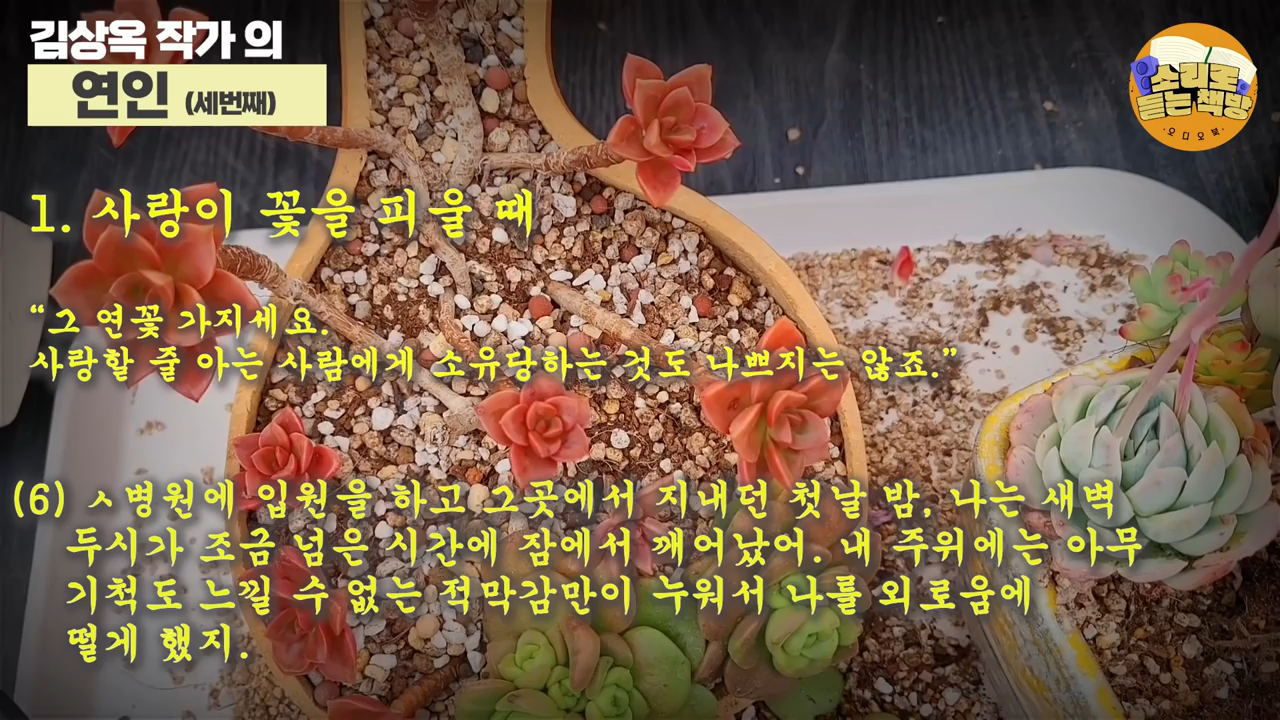 김상옥 작가 의
연인 (세번째)
소리로
듣는 책방
·오디오북·
1. 사랑이 꽃을 피울 때
“그 연꽃 가지세요.
사랑할 줄 아는 사람에게 소유당하는 것도 나쁘지는 않죠.”
(6) ㅅ병원에 입원을 하고 그곳에서 지내던 첫날 밤, 나는 새벽
두시가 조금 넘은 시간에 잠에서 깨어났어. 내 주위에는 아무
기척도 느낄 수 없는 적막감만이 누워서 나를 외로움에
떨게 했지.